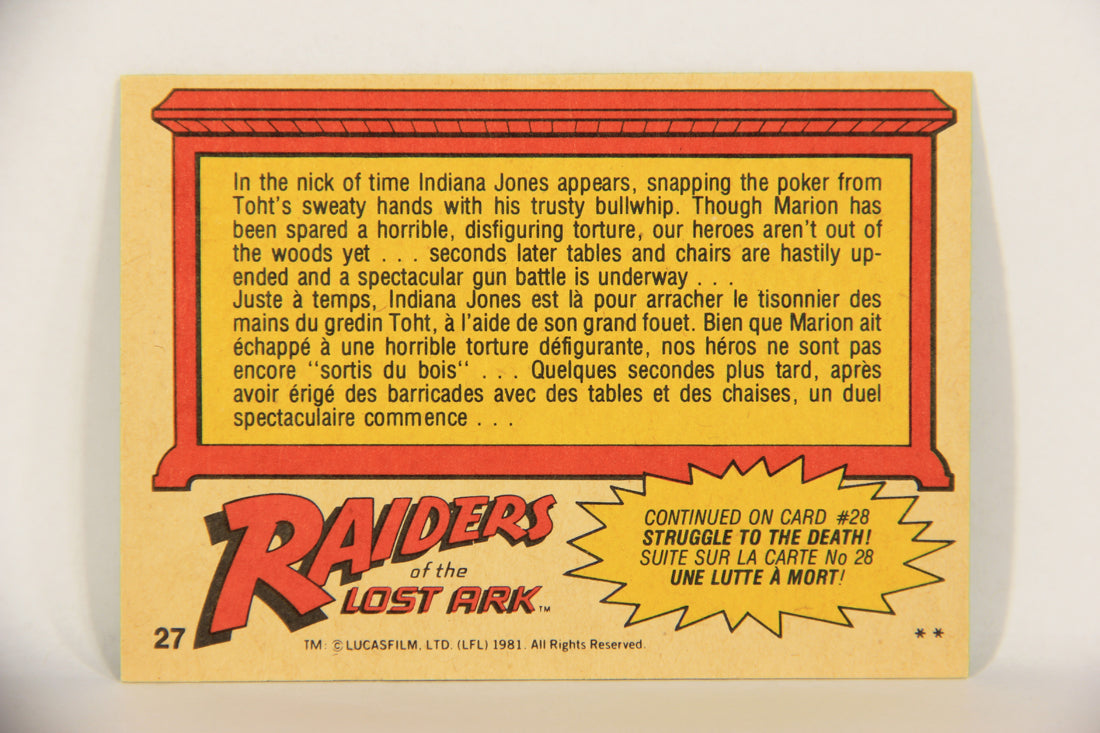 In the nick of time Indiana Jones appears, snapping the poker from
Toht's sweaty hands with his trusty bullwhip. Though Marion has
been spared a horrible, disfiguring torture, our heroes aren't out of
the woods yet . . . seconds later tables and chairs are hastily up-
ended and a spectacular gun battle is underway . . .
Juste à temps, Indiana Jones est là pour arracher le tisonnier des
mains du gredin Toht, à l'aide de son grand fouet. Bien que Marion ait
échappé à une horrible torture défigurante, nos héros ne sont pas
encore "sortis du bois" . . . Quelques secondes plus tard, après
avoir érigé des barricades avec des tables et des chaises, un duel
spectaculaire commence . . .
RAIDERS
of the
LOST ARK™
CONTINUED ON CARD #28
STRUGGLE TO THE DEATH!
SUITE SUR LA CARTE No 28
UNE LUTTE À MORT!
27
TM: © LUCASFILM, LTD. (LFL) 1981. All Rights Reserved.
**